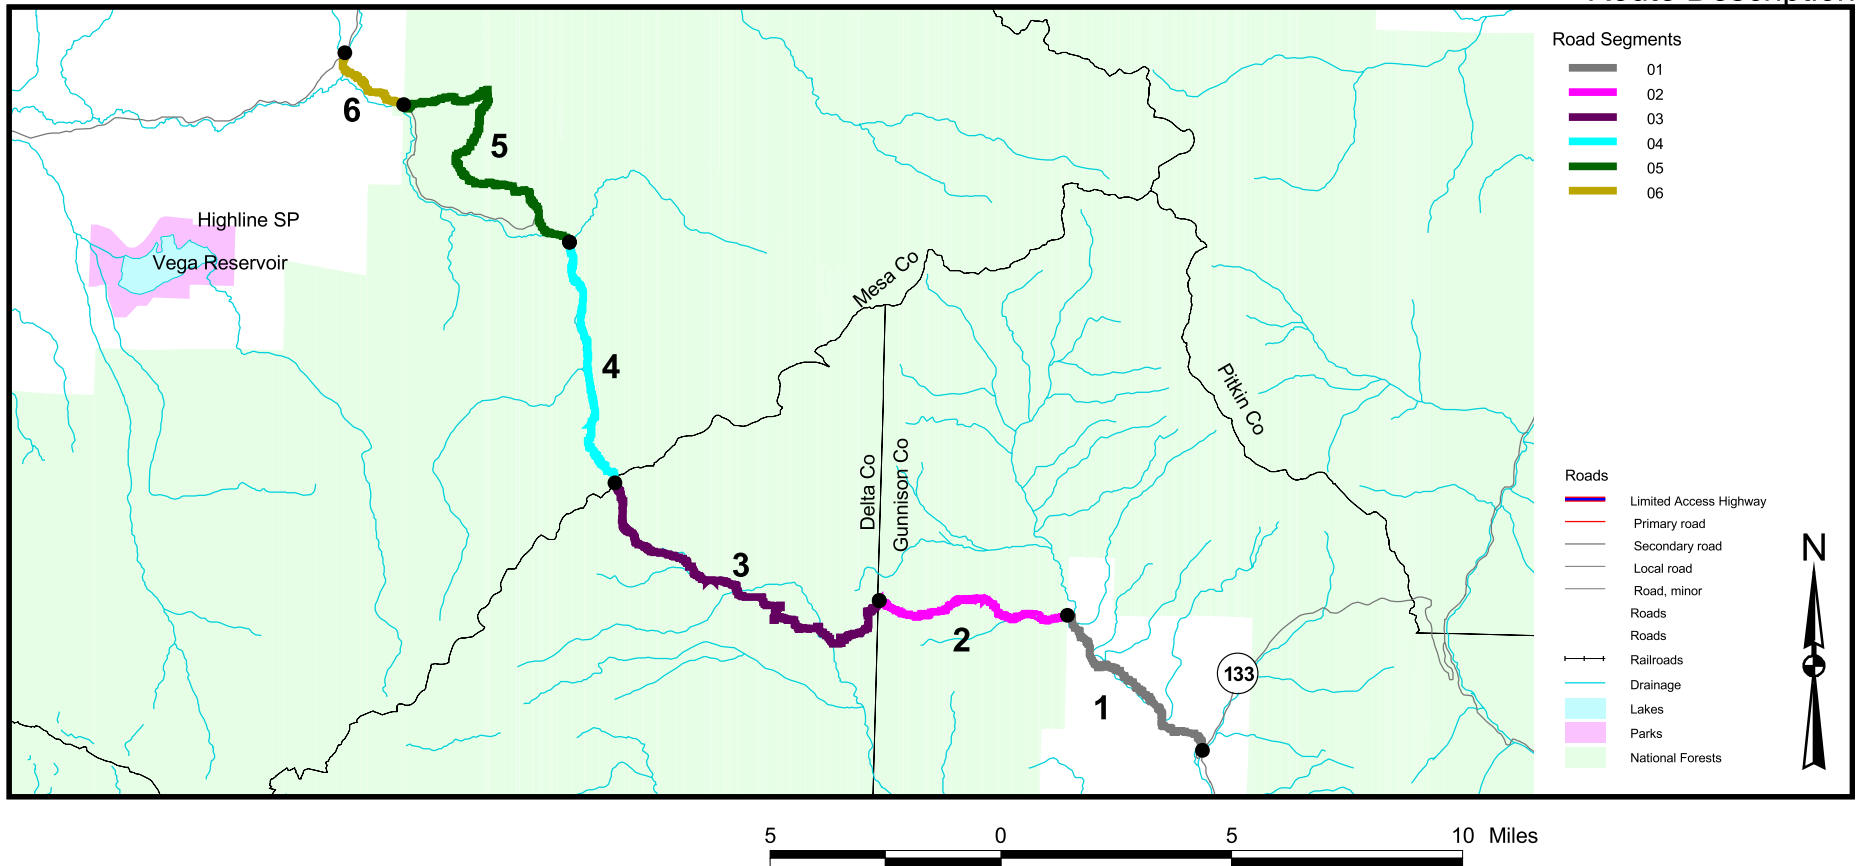 Route Description
Road Segments
01
02
03
04
05
06
6
5
Highline SP
Vega Reservoir
Mesa Co
4
Pitkin Co
Delta Co
Gunnison Co
3
2
133
1
Roads
Limited Access Highway
Primary road
Secondary road
Local road
Road, minor
Roads
Roads
Railroads
Drainage
Lakes
Parks
National Forests
N
5 0 5 10 Miles